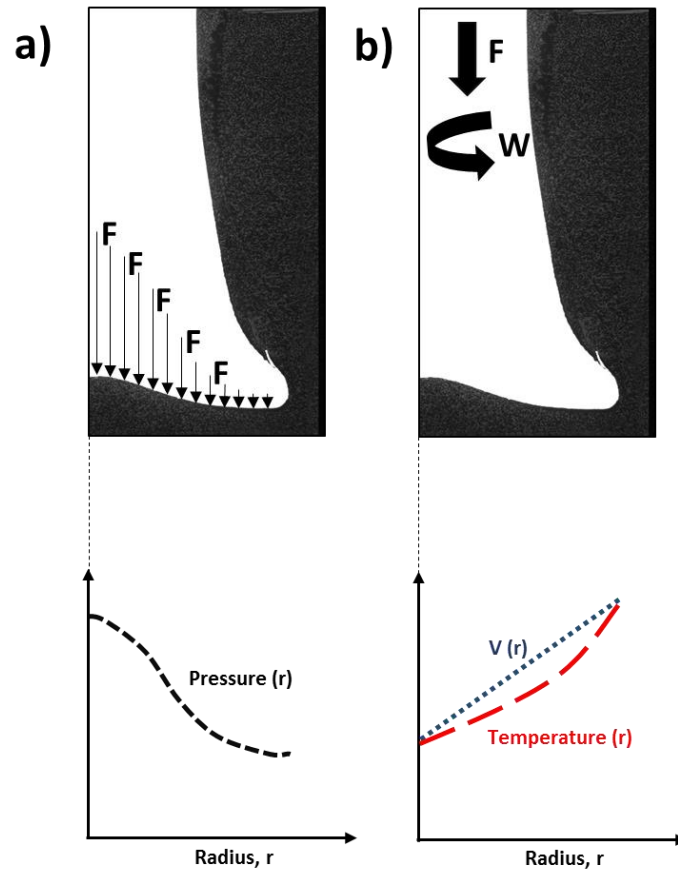 a)
F
F
F
F
b)
F
W
Pressure (r)
Radius, r
V (r)
Temperature (r)
Radius, r